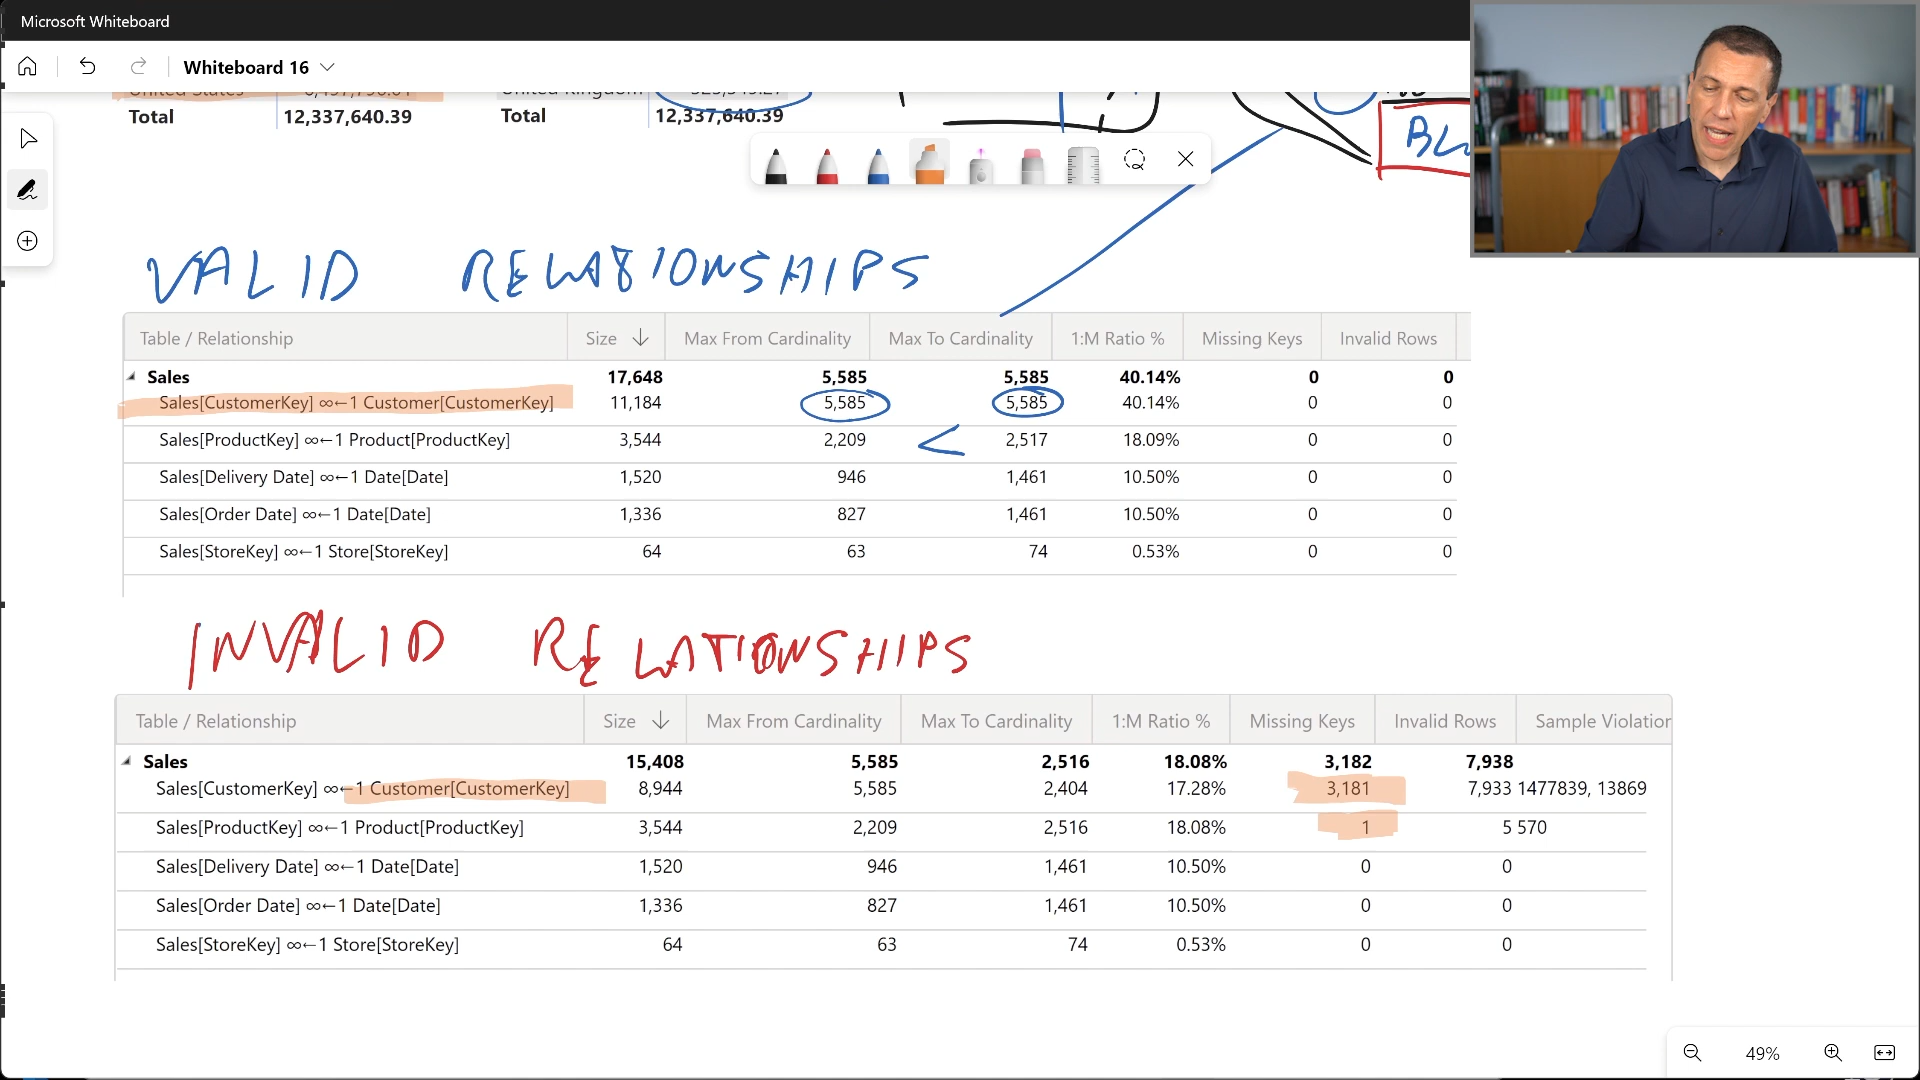 Microsoft Whiteboard
Whiteboard 16
Total 12,337,640.39 Total 12,337,640.39
VALID RELATIONSHIPS
Table / Relationship Size Max From Cardinality Max To Cardinality 1:M Ratio % Missing Keys Invalid Rows
Sales 17,648 5,585 5,585 40.14% 0 0
Sales[CustomerKey] ∞←1 Customer[CustomerKey] 11,184 5,585 5,585 40.14% 0 0
Sales[ProductKey] ∞←1 Product[ProductKey] 3,544 2,209 < 2,517 18.09% 0 0
Sales[Delivery Date] ∞←1 Date[Date] 1,520 946 1,461 10.50% 0 0
Sales[Order Date] ∞←1 Date[Date] 1,336 827 1,461 10.50% 0 0
Sales[StoreKey] ∞←1 Store[StoreKey] 64 63 74 0.53% 0 0
INVALID RELATIONSHIPS
Table / Relationship Size Max From Cardinality Max To Cardinality 1:M Ratio % Missing Keys Invalid Rows Sample Violation
Sales 15,408 5,585 2,516 18.08% 3,182 7,938
Sales[CustomerKey] ∞←1 Customer[CustomerKey] 8,944 5,585 2,404 17.28% 3,181 7,933 1477839, 13869
Sales[ProductKey] ∞←1 Product[ProductKey] 3,544 2,209 2,516 18.08% 1 5 570
Sales[Delivery Date] ∞←1 Date[Date] 1,520 946 1,461 10.50% 0 0
Sales[Order Date] ∞←1 Date[Date] 1,336 827 1,461 10.50% 0 0
Sales[StoreKey] ∞←1 Store[StoreKey] 64 63 74 0.53% 0 0
49%